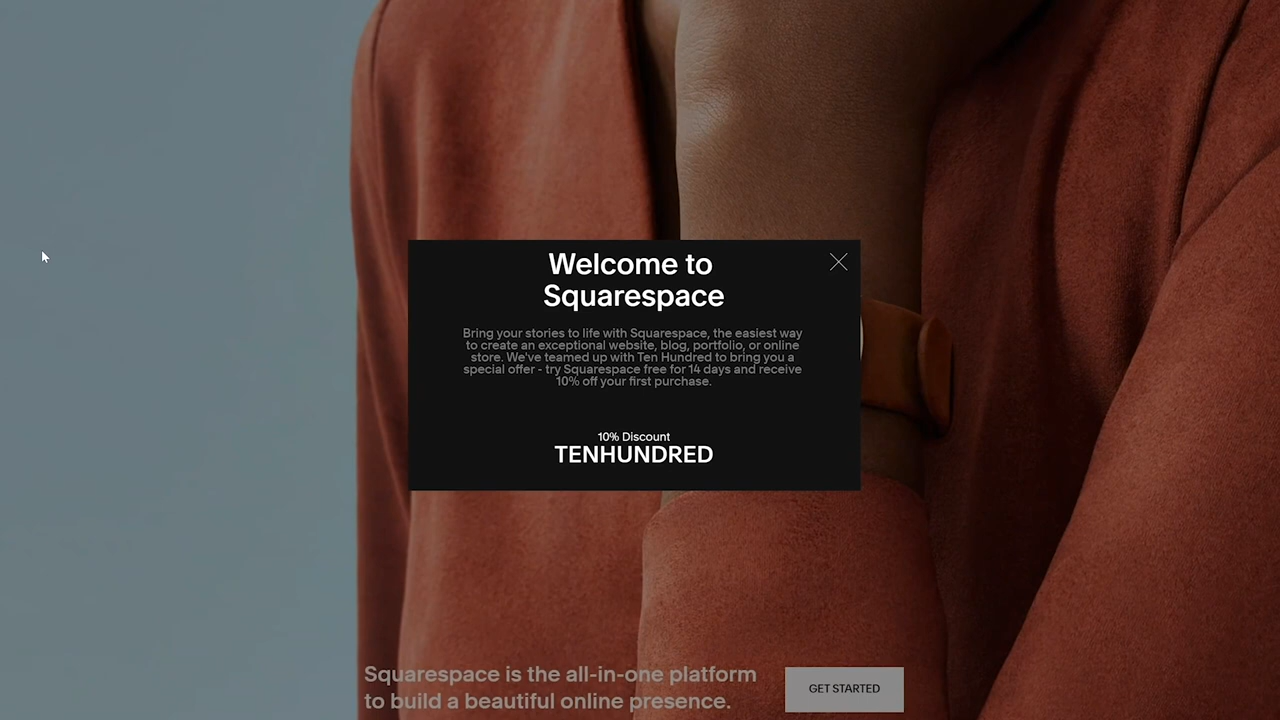 Welcome to
Squarespace
Bring your stories to life with Squarespace, the easiest way
to create an exceptional website, blog, portfolio, or online
store. We've teamed up with Ten Hundred to bring you a
special offer - try Squarespace free for 14 days and receive
10% off your first purchase.
10% Discount
TENHUNDRED
Squarespace is the all-in-one platform
to build a beautiful online presence.
GET STARTED